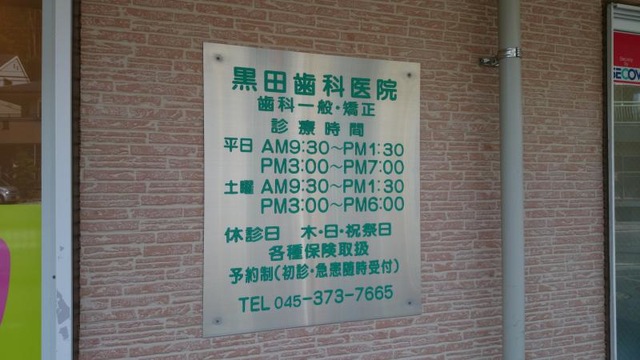 黒田歯科医院
歯科一般・矯正
診療時間
平日 AM9:30～PM1:30
PM3:00～PM7:00
土曜 AM9:30～PM1:30
PM3:00～PM6:00
休診日 木・日・祝祭日
各種保険取扱
予約制(初診・急患随時受付)
TEL 045-373-7665